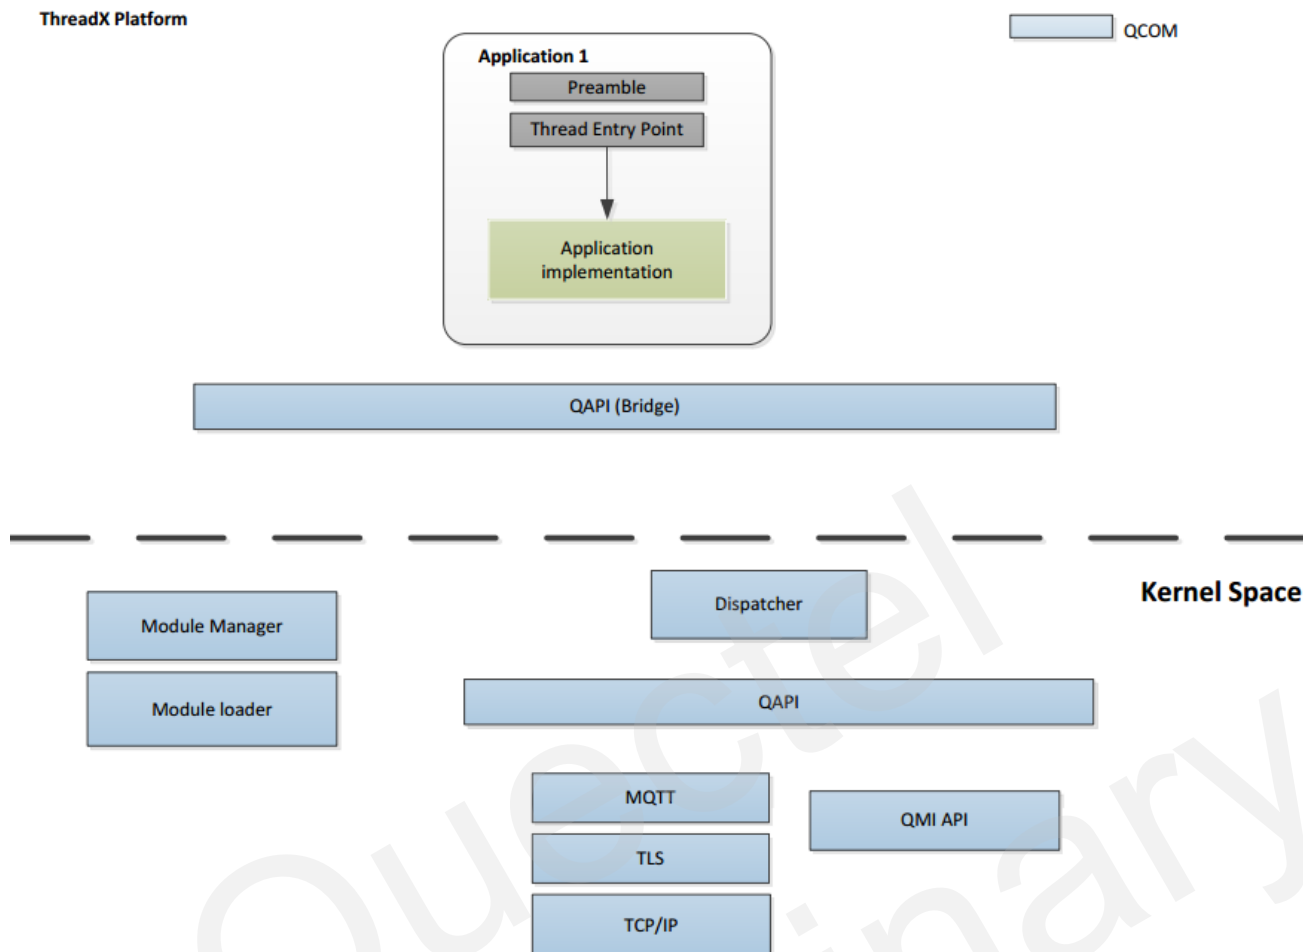 ThreadX Platform
QCOM
Application 1
Preamble
Thread Entry Point
Application
implementation
QAPI (Bridge)
Kernel Space
Dispatcher
Module Manager
Module loader
QAPI
MQTT
QMI API
TLS
TCP/IP
Quectel